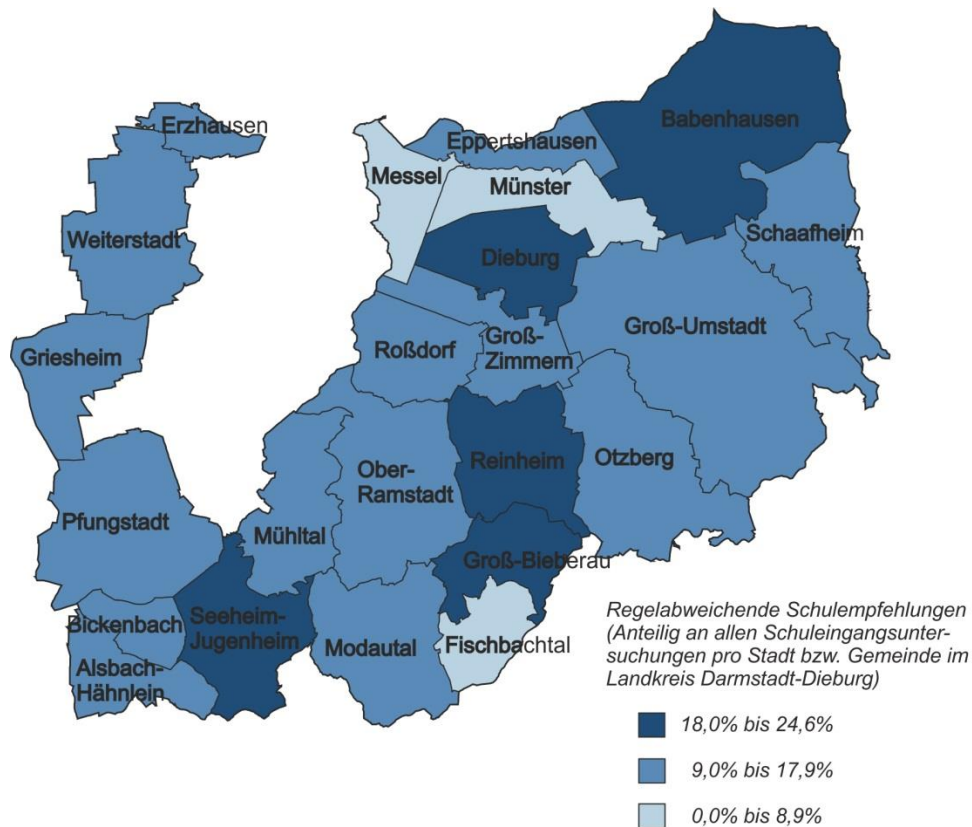 Erzhausen
Babenhausen
Eppertshausen
Messel
Münster
Weiterstadt
Schaafheim
Dieburg
Groß-Umstadt
Griesheim
Roßdorf
Groß-
Zimmern
Reinheim
Otzberg
Ober-
Ramstadt
Pfungstadt
Mühltal
Groß-Bieberau
Bickenbach
Seeheim-
Jugenheim
Modautal
Fischbachtal
Alsbach-
Hähnlein
Regelabweichende Schulempfehlungen
(Anteilig an allen Schuleingangsunter-
suchungen pro Stadt bzw. Gemeinde im
Landkreis Darmstadt-Dieburg)
18,0% bis 24,6%
9,0% bis 17,9%
0,0% bis 8,9%